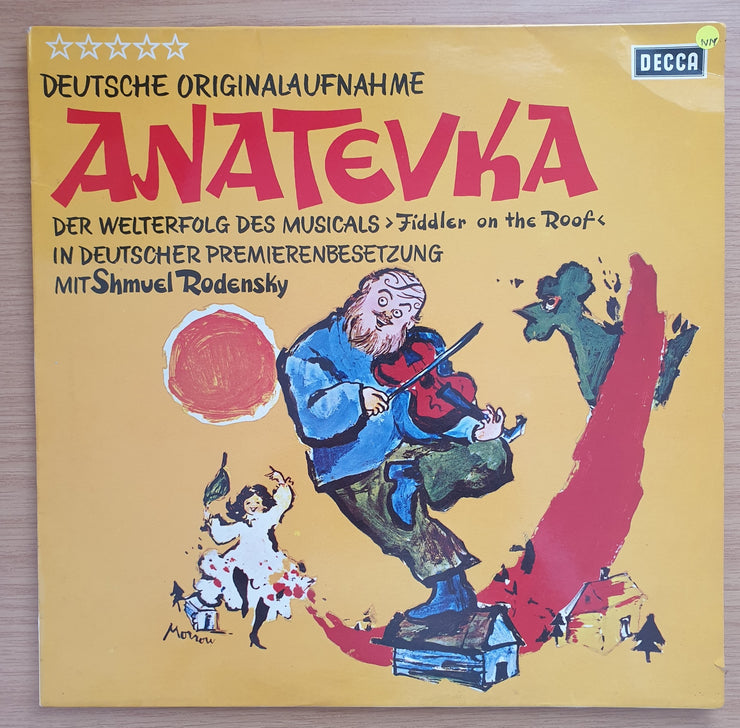 DECCA
DEUTSCHE ORIGINALAUFNAHME
ANATEVKA
DER WELTERFOLG DES MUSICALS >Fiddler on the Roof<
IN DEUTSCHER PREMIERENBESETZUNG
MIT Shmuel Rodensky
Morrow